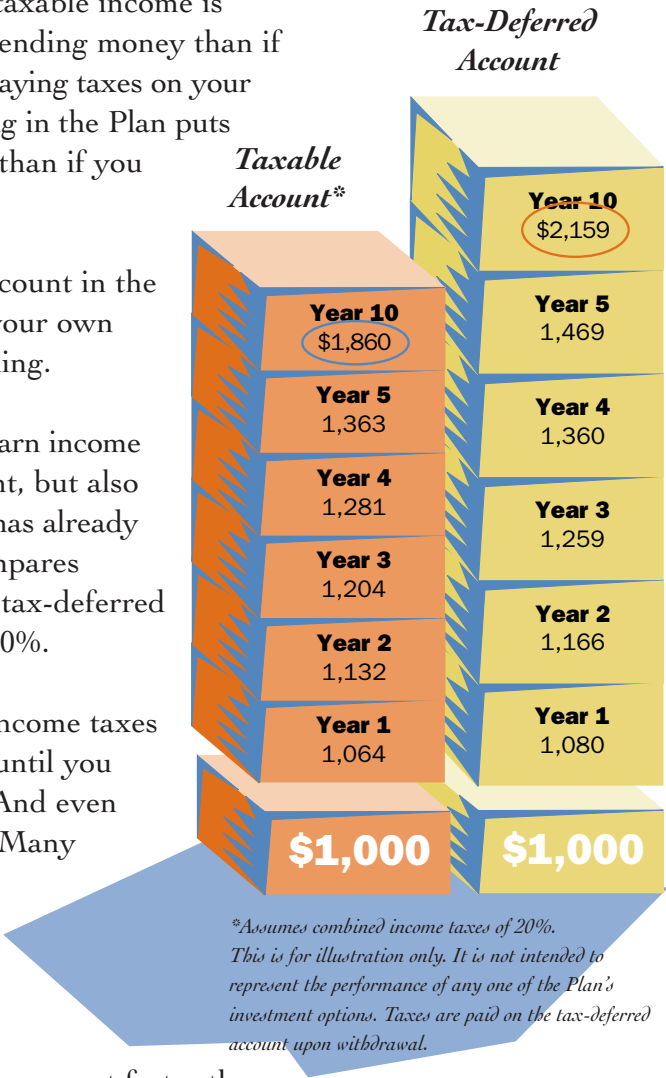 taxable income is
ending money than if
aying taxes on your
g in the Plan puts
than if you
count in the
your own
ing.
arn income
nt, but also
has already
mpares
tax-deferred
0%.
ncome taxes
until you
And even
Many
Tax-Deferred
Account
Taxable
Account*
Year 10
$2,159
Year 5
1,469
Year 4
1,360
Year 3
1,259
Year 2
1,166
Year 1
1,080
$1,000
Year 10
$1,860
Year 5
1,363
Year 4
1,281
Year 3
1,204
Year 2
1,132
Year 1
1,064
$1,000
*Assumes combined income taxes of 20%.
This is for illustration only. It is not intended to
represent the performance of any one of the Plan's
investment options. Taxes are paid on the tax-deferred
account upon withdrawal.